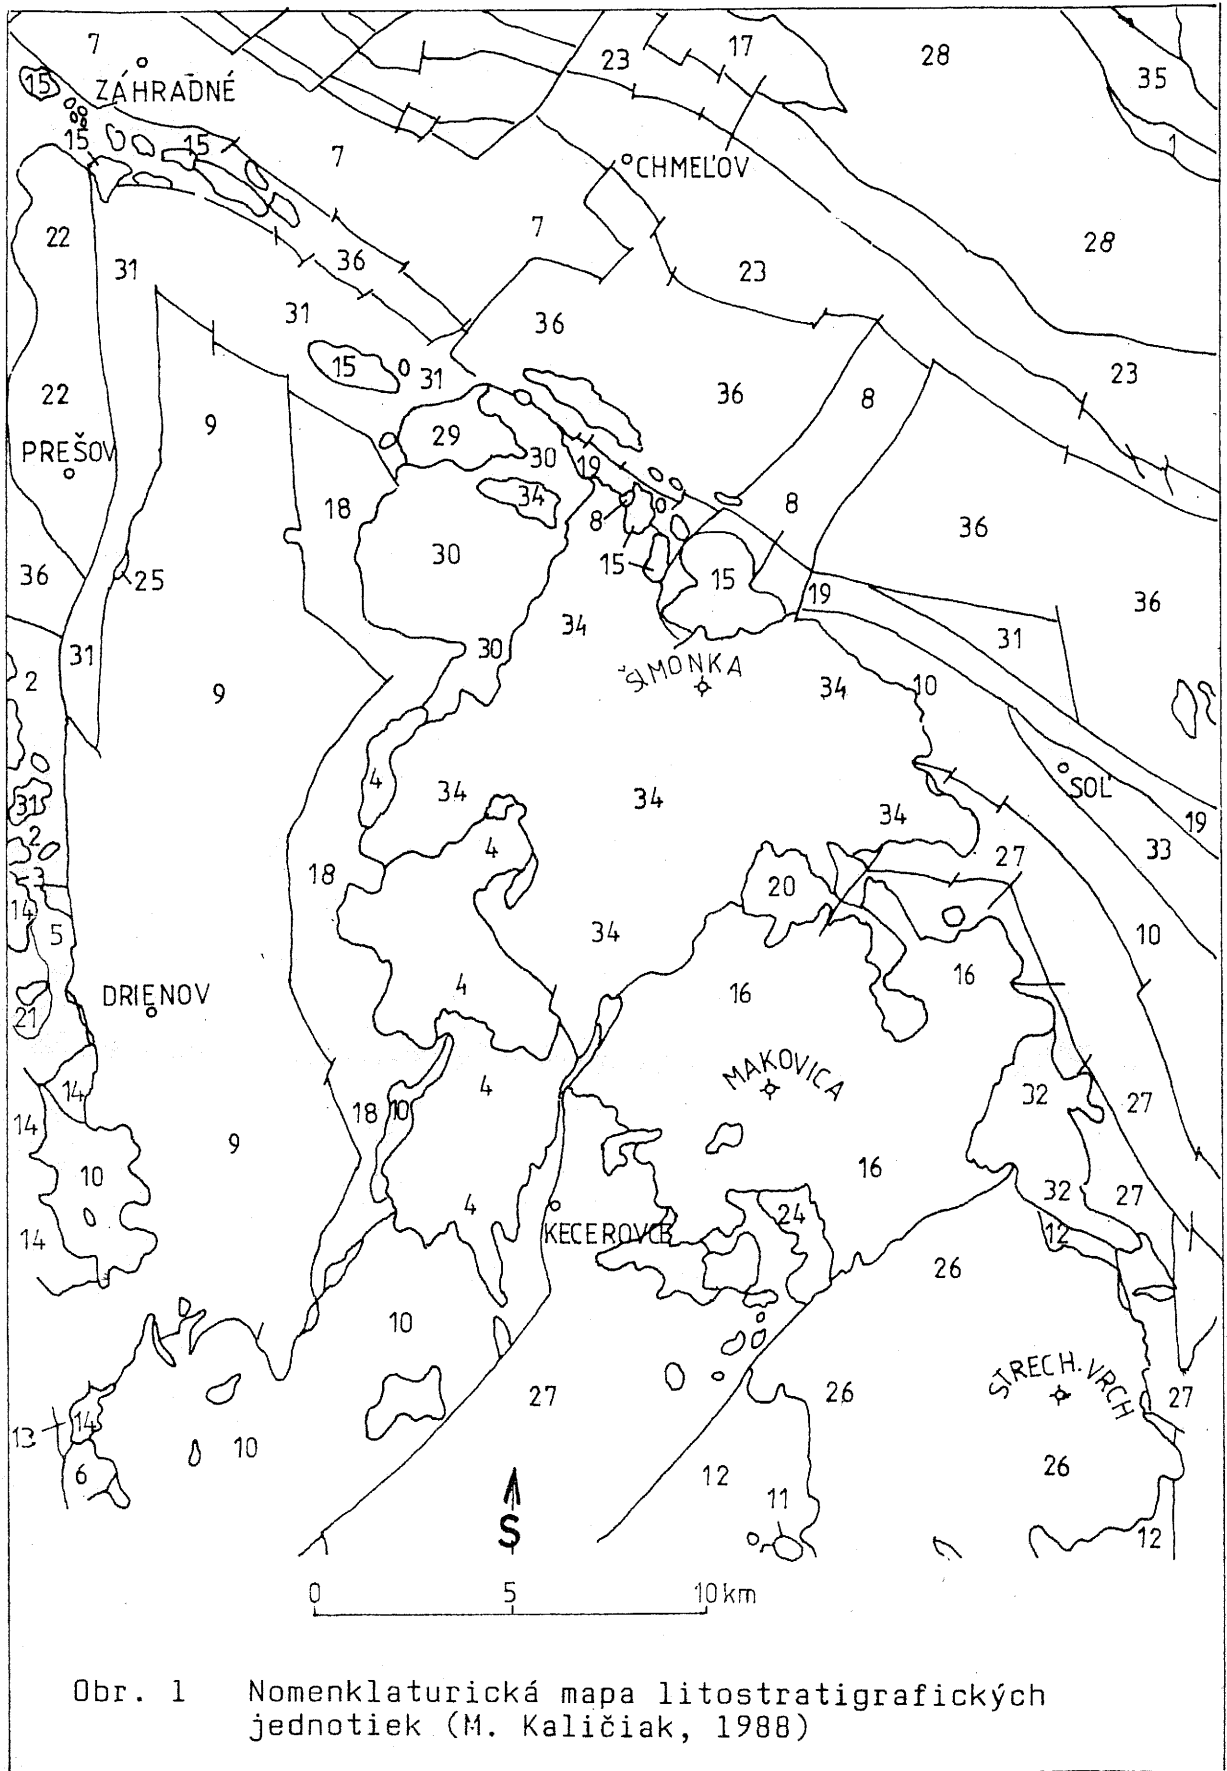 7 23 17 28
15 ZÁHRADNÉ 35
15 15 7 CHMEĽOV 1
22 31 36 7 23 28
31 36
15 31 36 8 23
22 9 29 30 19
PREŠOV
18 34 8 8 36
36 25 30 15 15 19 36
31 34 31
2 9 30 ŠIMONKA 34 10
4 34 34 SOĽ
31 34 19
2 4 27 33
3 18 20
14 5 34 10
DRIENOV 4 16 16
21
14 4 MAKOVICA 32 27
14 18 10
9 16
10 4 32 27
14 KECEROVCE 24 12
26
10
27 26 STRECH. VRCH 27
13 14 10
6 12 26
11
S 12
0 5 10 km
Obr. 1 Nomenklaturická mapa litostratigrafických
jednotiek (M. Kaličiak, 1988)